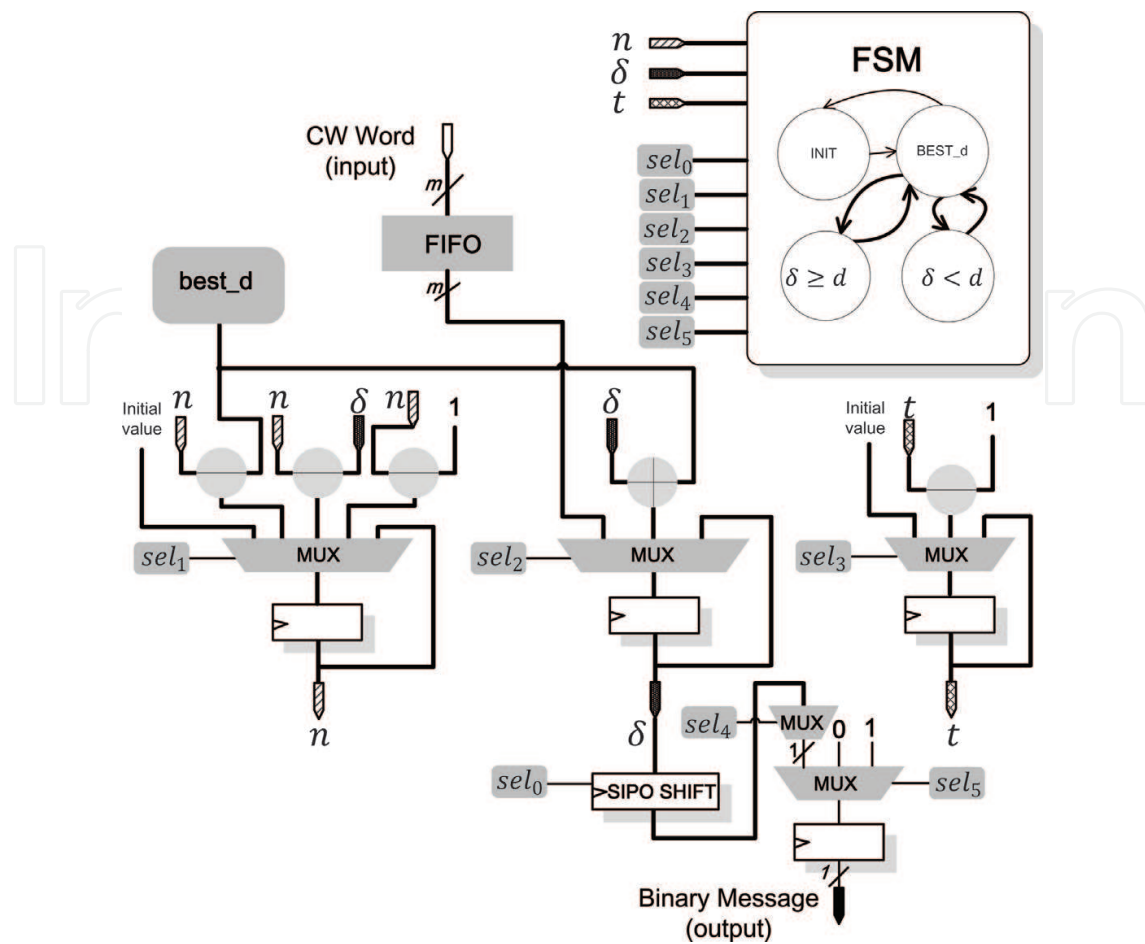 n
δ
t
FSM
INIT
BEST_d
δ ≥ d
δ < d
sel₀
sel₁
sel₂
sel₃
sel₄
sel₅
CW Word
(input)
m
FIFO
m
best_d
Initial
value
n
n
δ
n
1
δ
Initial
value
t
1
sel₁
MUX
sel₂
MUX
sel₃
MUX
n
δ
t
sel₄
MUX
0
1
1
sel₀
SIPO SHIFT
MUX
sel₅
1
Binary Message
(output)